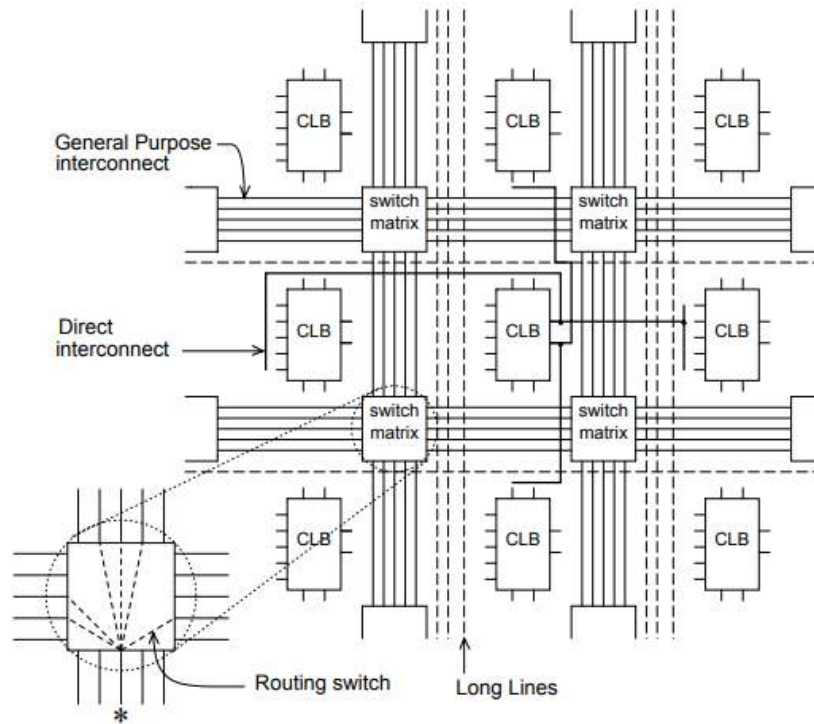 CLB
CLB
CLB
General Purpose
interconnect
switch
matrix
switch
matrix
Direct
interconnect
CLB
CLB
CLB
switch
matrix
switch
matrix
CLB
CLB
CLB
Routing switch
Long Lines
*